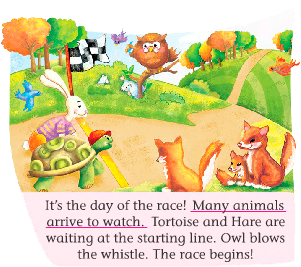 It's the day of the race! Many animals
arrive to watch. Tortoise and Hare are
waiting at the starting line. Owl blows
the whistle. The race begins!